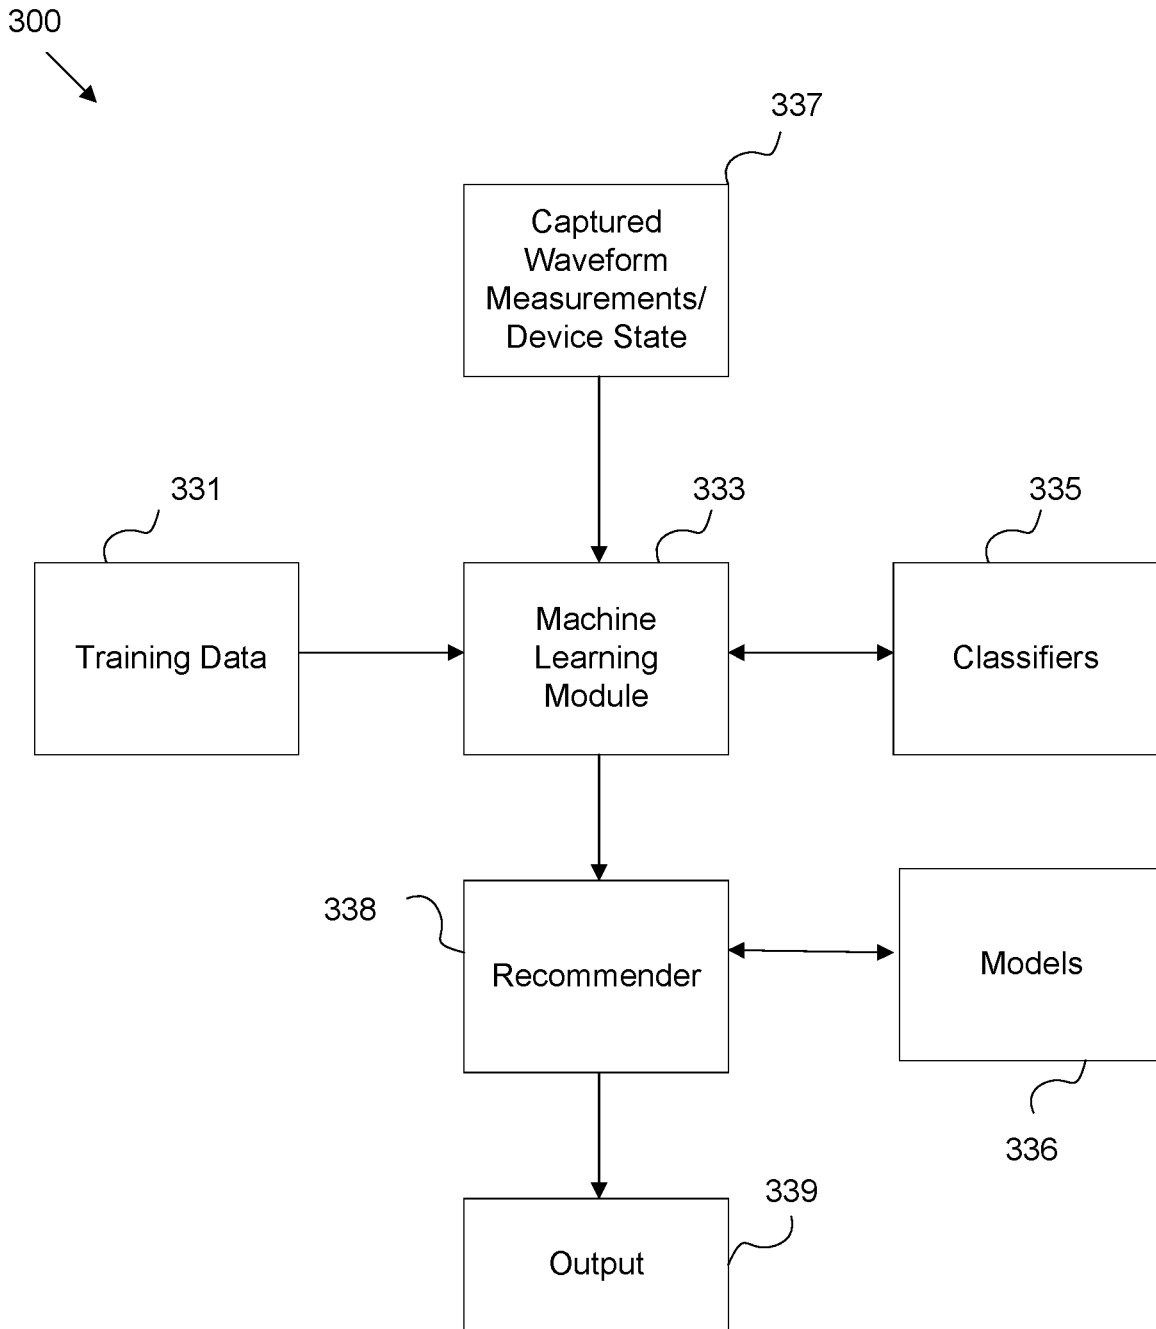 300
337
Captured
Waveform
Measurements/
Device State
331
333
335
Training Data
Machine
Learning
Module
Classifiers
338
Recommender
Models
336
339
Output